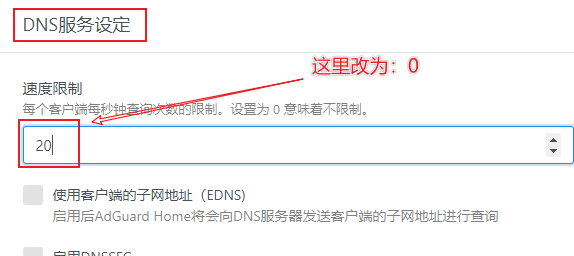 DNS服务设定
这里改为：0
速度限制
每个客户端每秒钟查询次数的限制。设置为 0 意味着不限制。
20
使用客户端的子网地址（EDNS）
启用后AdGuard Home将会向DNS服务器发送客户端的子网地址进行查询
启用DNSSEC